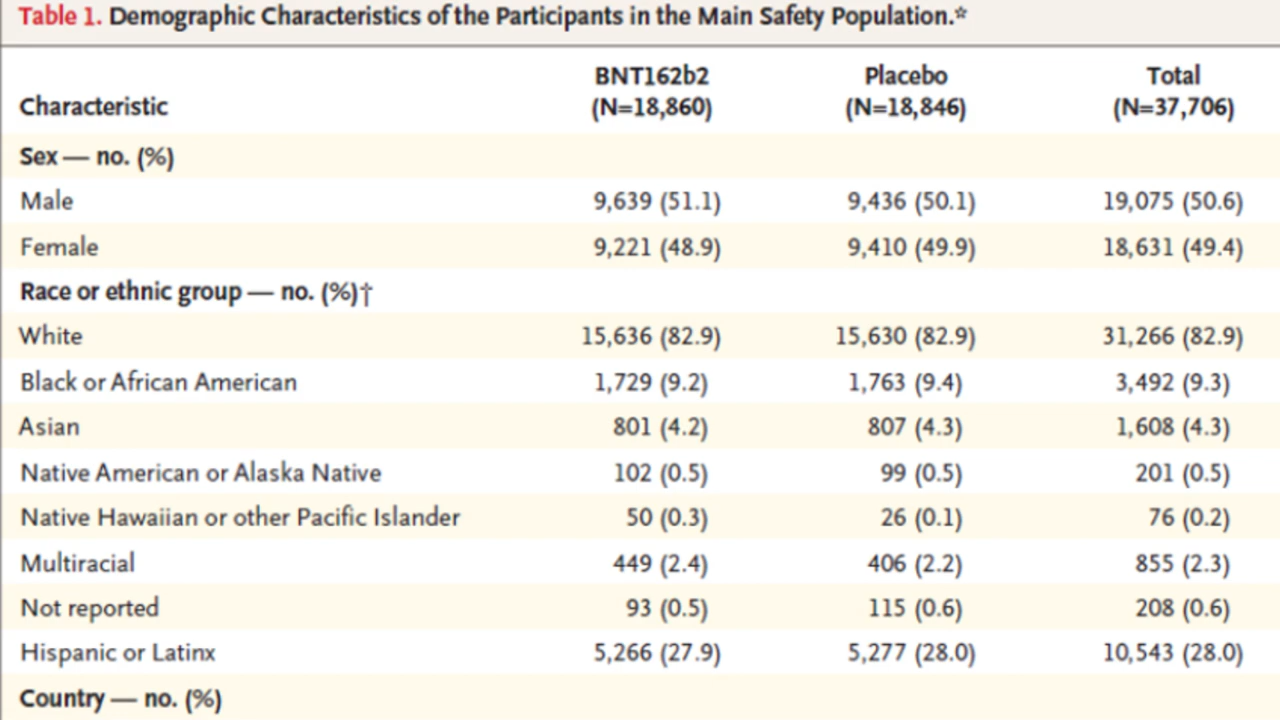 Table 1. Demographic Characteristics of the Participants in the Main Safety Population.*
Characteristic BNT162b2 (N=18,860) Placebo (N=18,846) Total (N=37,706)
Sex — no. (%)
Male 9,639 (51.1) 9,436 (50.1) 19,075 (50.6)
Female 9,221 (48.9) 9,410 (49.9) 18,631 (49.4)
Race or ethnic group — no. (%)†
White 15,636 (82.9) 15,630 (82.9) 31,266 (82.9)
Black or African American 1,729 (9.2) 1,763 (9.4) 3,492 (9.3)
Asian 801 (4.2) 807 (4.3) 1,608 (4.3)
Native American or Alaska Native 102 (0.5) 99 (0.5) 201 (0.5)
Native Hawaiian or other Pacific Islander 50 (0.3) 26 (0.1) 76 (0.2)
Multiracial 449 (2.4) 406 (2.2) 855 (2.3)
Not reported 93 (0.5) 115 (0.6) 208 (0.6)
Hispanic or Latinx 5,266 (27.9) 5,277 (28.0) 10,543 (28.0)
Country — no. (%)